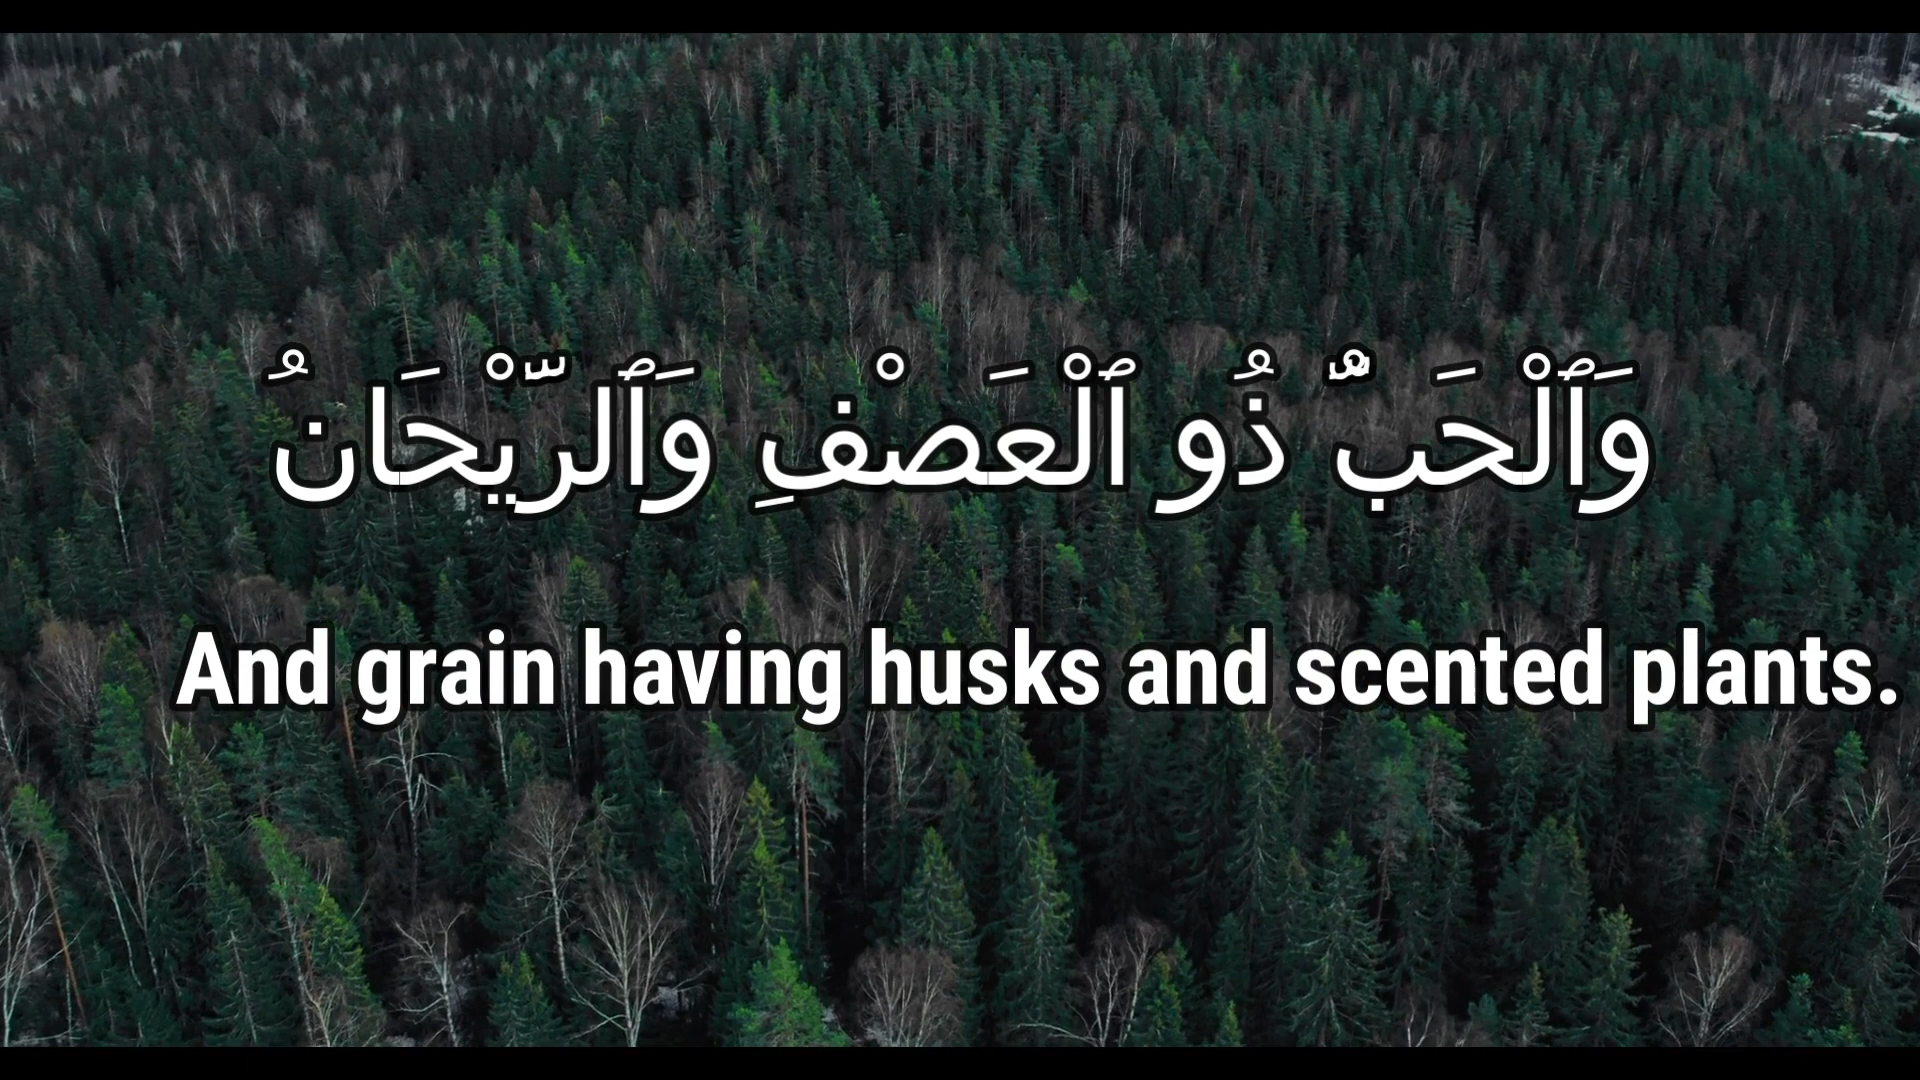 وَٱلْحَبُّ ذُو ٱلْعَصْفِ وَٱلرَّيْحَانُ
And grain having husks and scented plants.